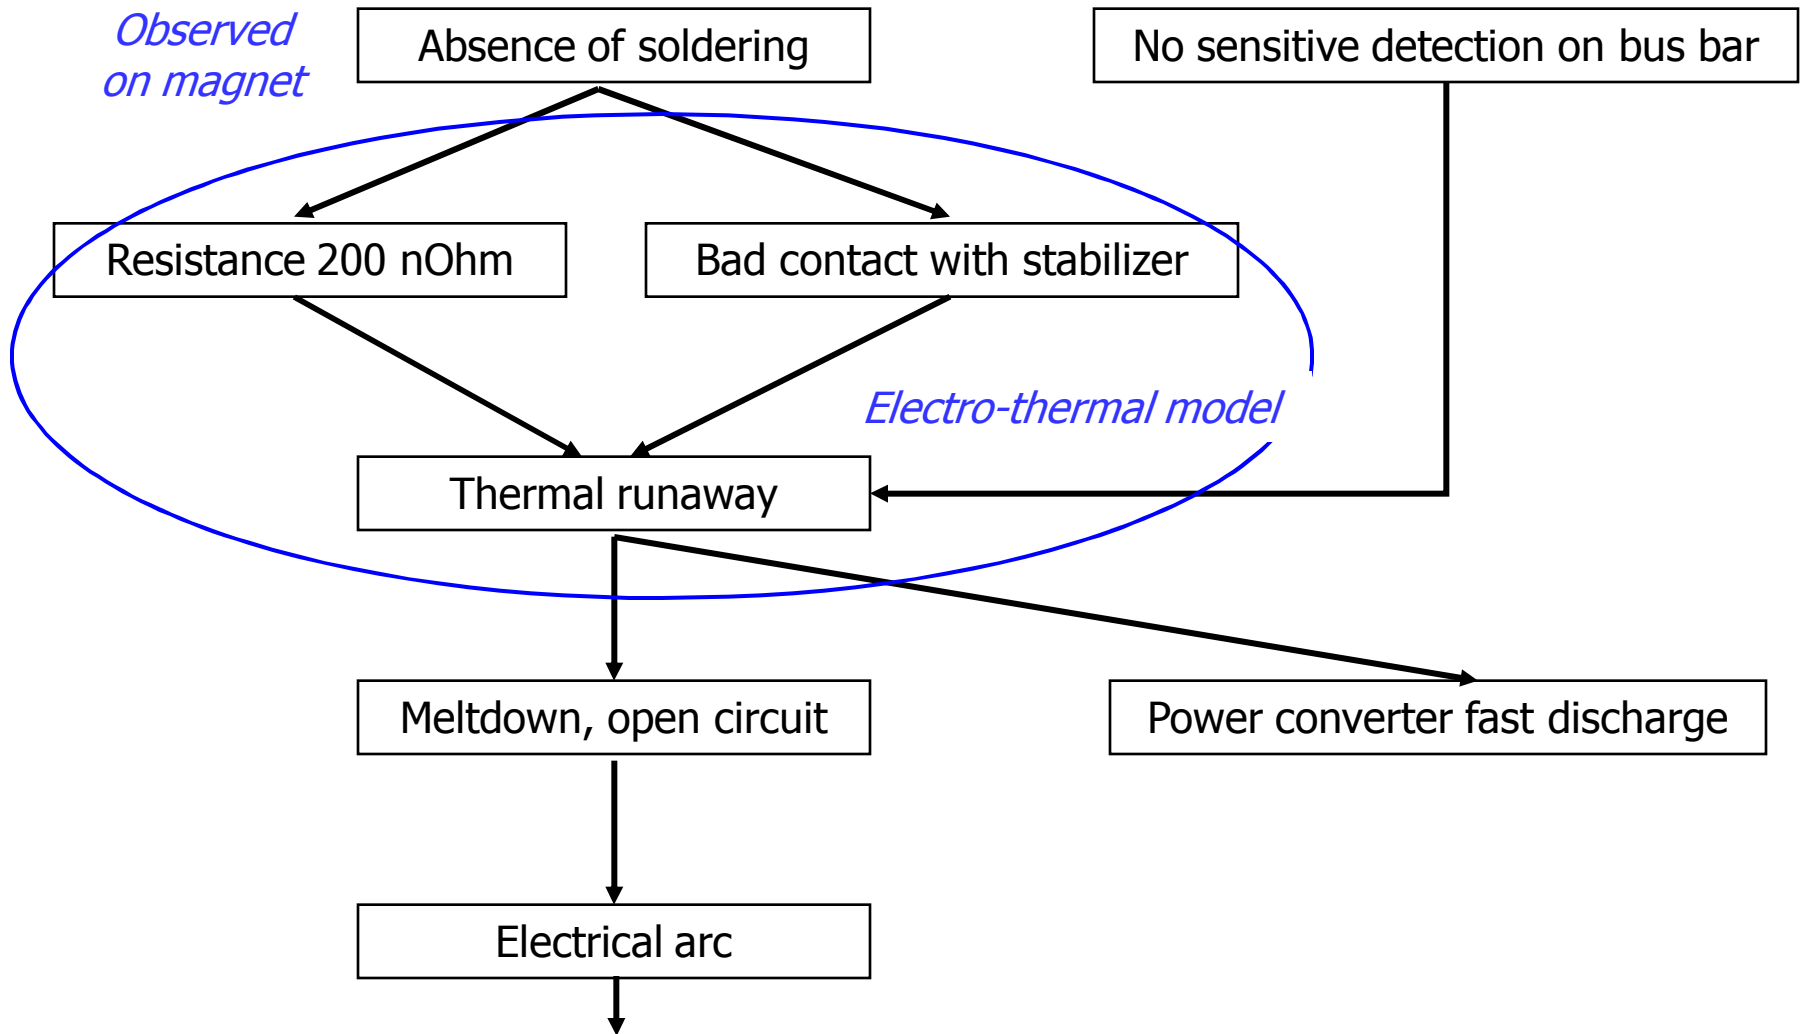 Observed
on magnet
Absence of soldering
No sensitive detection on bus bar
Resistance 200 nOhm
Bad contact with stabilizer
Electro-thermal model
Thermal runaway
Meltdown, open circuit
Power converter fast discharge
Electrical arc